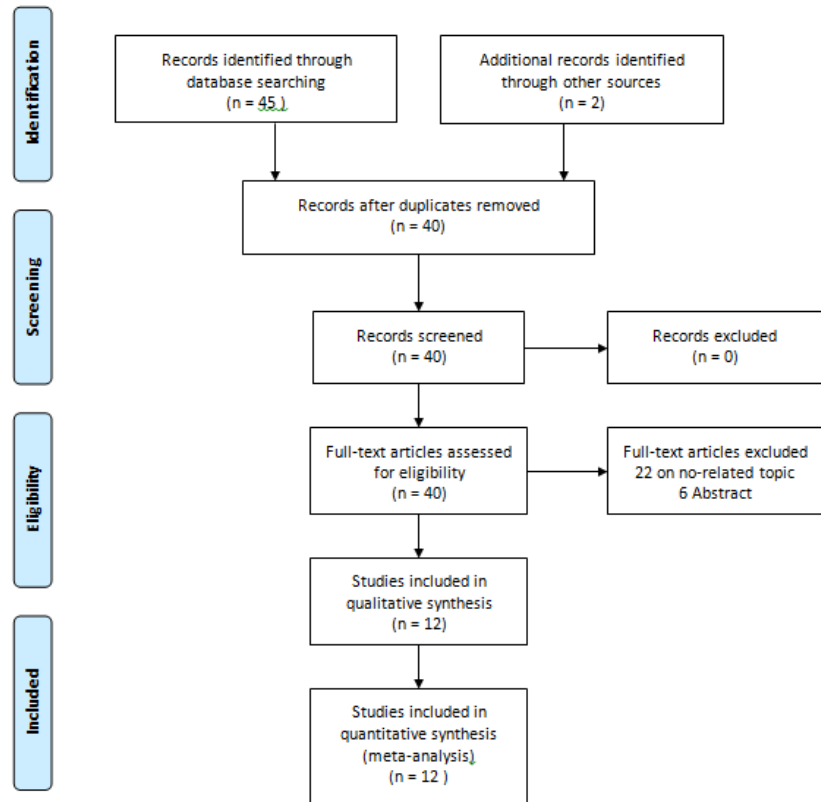 Identification
Records identified through
database searching
(n = 45 )
Additional records identified
through other sources
(n = 2)
Records after duplicates removed
(n = 40)
Screening
Records screened
(n = 40)
Records excluded
(n = 0)
Eligibility
Full-text articles assessed
for eligibility
(n = 40)
Full-text articles excluded
22 on no-related topic
6 Abstract
Studies included in
qualitative synthesis
(n = 12)
Included
Studies included in
quantitative synthesis
(meta-analysis)
(n = 12 )